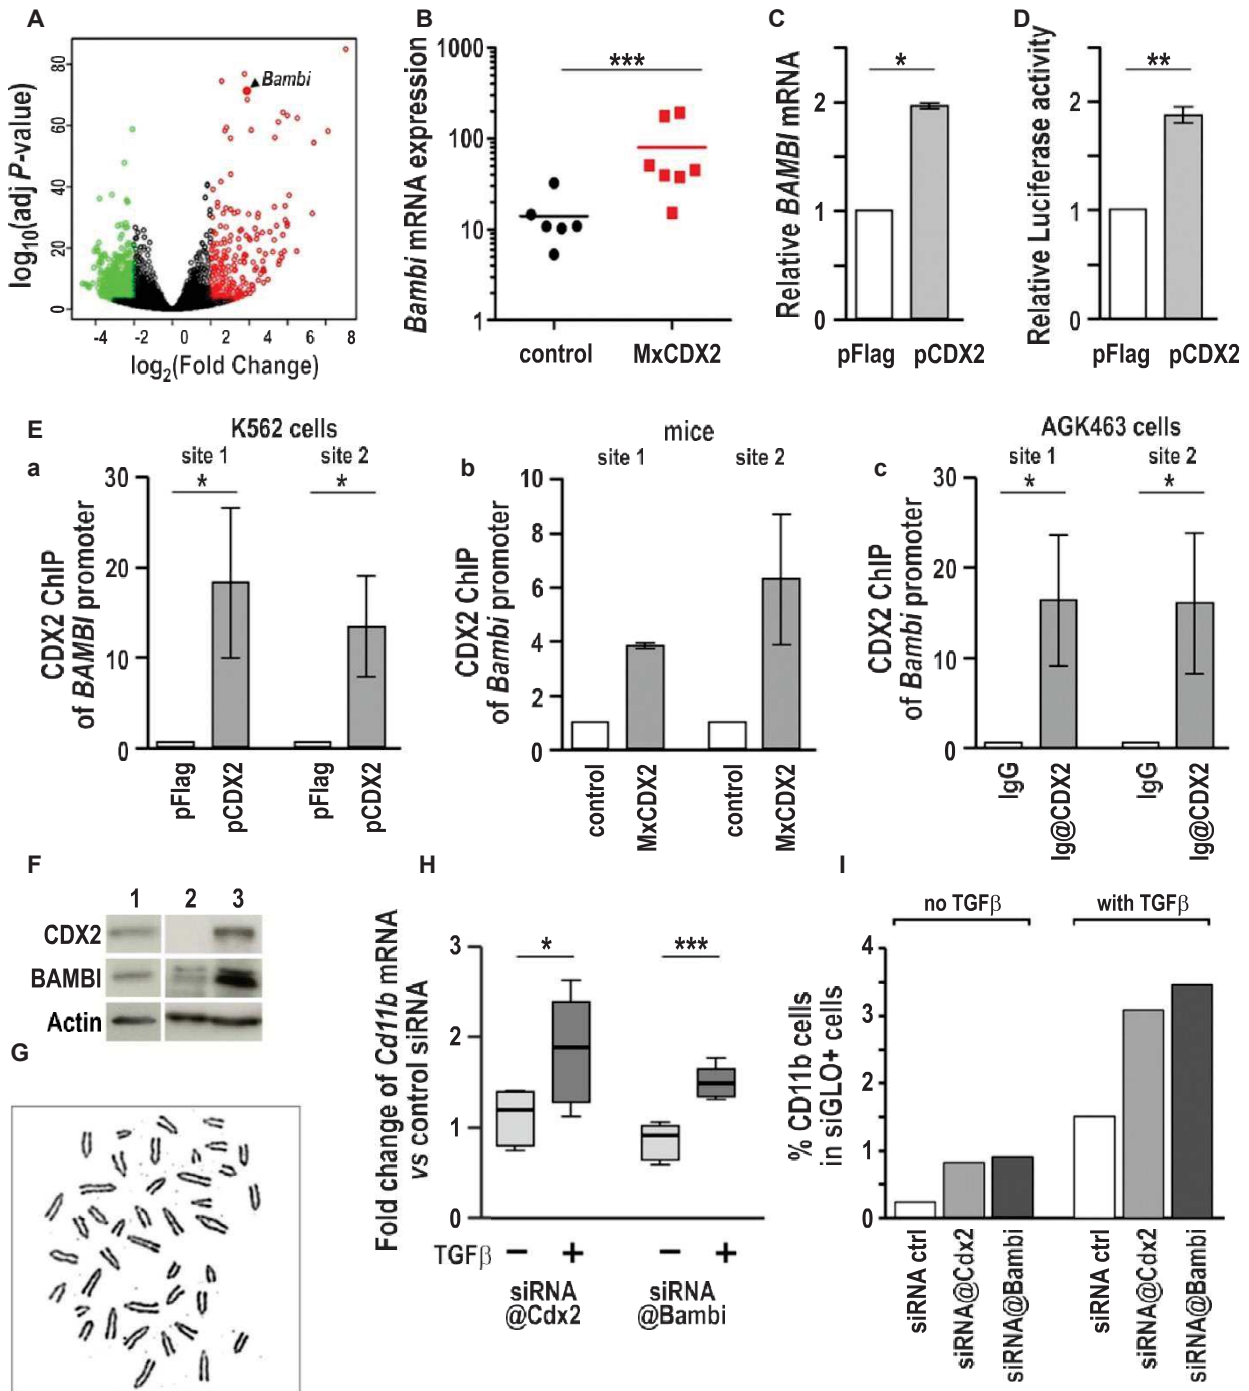 A
log10(adj P-value)
80
60
40
20
0
Bambi
-4 -2 0 2 4 6 8
log2(Fold Change)
B
Bambi mRNA expression
1000
100
10
1
***
control MxCDX2
C
Relative BAMBI mRNA
2
1
0
*
pFlag pCDX2
D
Relative Luciferase activity
2
1
0
**
pFlag pCDX2
E
a
K562 cells
site 1 site 2
CDX2 ChIP
of BAMBI promoter
30
20
10
0
* *
pFlag
pCDX2
pFlag
pCDX2
b
mice
site 1 site 2
CDX2 ChIP
of Bambi promoter
10
8
6
4
2
0
control
MxCDX2
control
MxCDX2
c
AGK463 cells
site 1 site 2
CDX2 ChIP
of Bambi promoter
30
20
10
0
* *
IgG
Ig@CDX2
IgG
Ig@CDX2
F
1 2 3
CDX2
BAMBI
Actin
G
H
Fold change of Cd11b mRNA
vs control siRNA
3
2
1
0
* ***
TGFβ − + − +
siRNA
@Cdx2
siRNA
@Bambi
I
no TGFβ with TGFβ
% CD11b cells
in siGLO+ cells
4
3
2
1
0
siRNA ctrl
siRNA@Cdx2
siRNA@Bambi
siRNA ctrl
siRNA@Cdx2
siRNA@Bambi